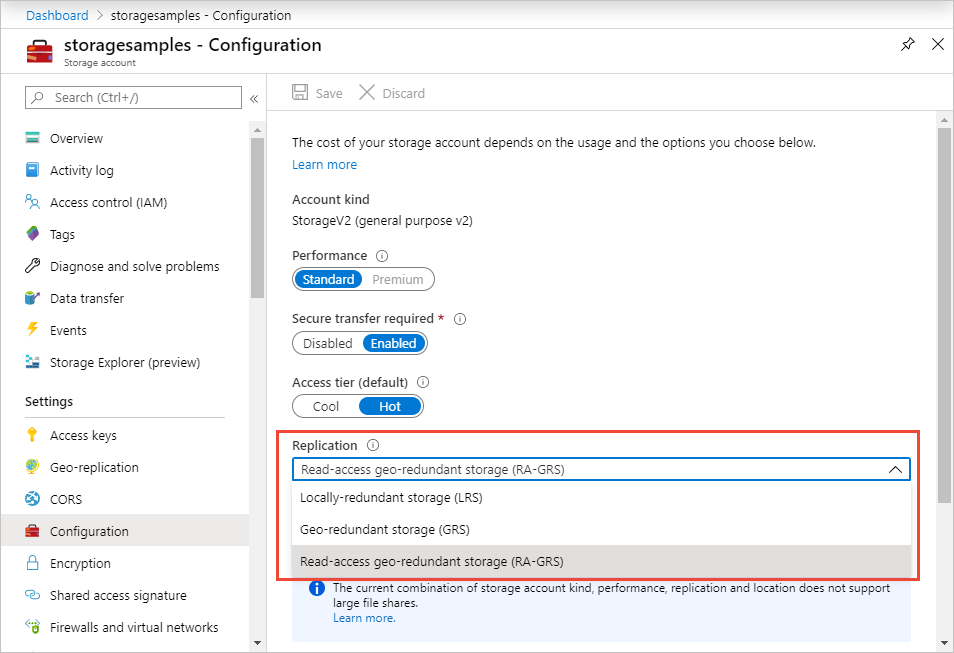 Dashboard > storagesamples - Configuration
storagesamples - Configuration
Storage account
Search (Ctrl+/)
«
Overview
Activity log
Access control (IAM)
Tags
Diagnose and solve problems
Data transfer
Events
Storage Explorer (preview)
Settings
Access keys
Geo-replication
CORS
Configuration
Encryption
Shared access signature
Firewalls and virtual networks
Save Discard
The cost of your storage account depends on the usage and the options you choose below.
Learn more
Account kind
StorageV2 (general purpose v2)
Performance
Standard Premium
Secure transfer required *
Disabled Enabled
Access tier (default)
Cool Hot
Replication
Read-access geo-redundant storage (RA-GRS)
Locally-redundant storage (LRS)
Geo-redundant storage (GRS)
Read-access geo-redundant storage (RA-GRS)
The current combination of storage account kind, performance, replication and location does not support
large file shares.
Learn more.